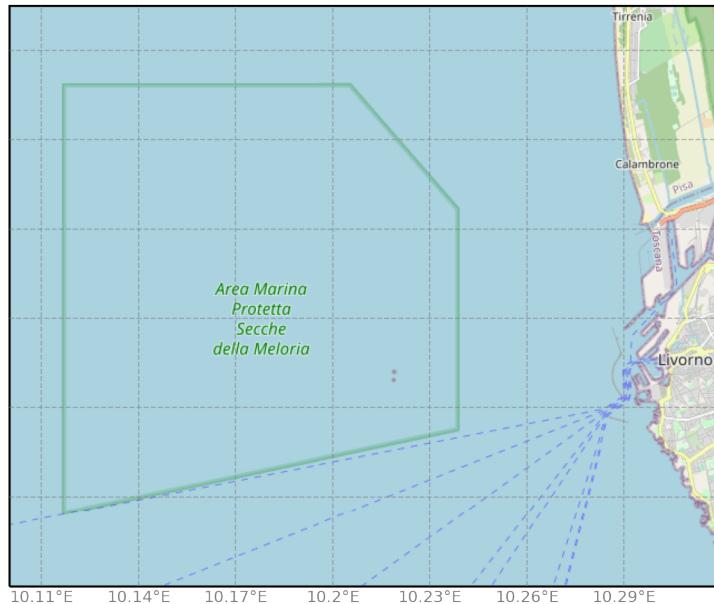 Tirrenia
Calambrone
Pisa
Toscana
Area Marina
Protetta
Secche
della Meloria
Livorno
10.11°E 10.14°E 10.17°E 10.2°E 10.23°E 10.26°E 10.29°E